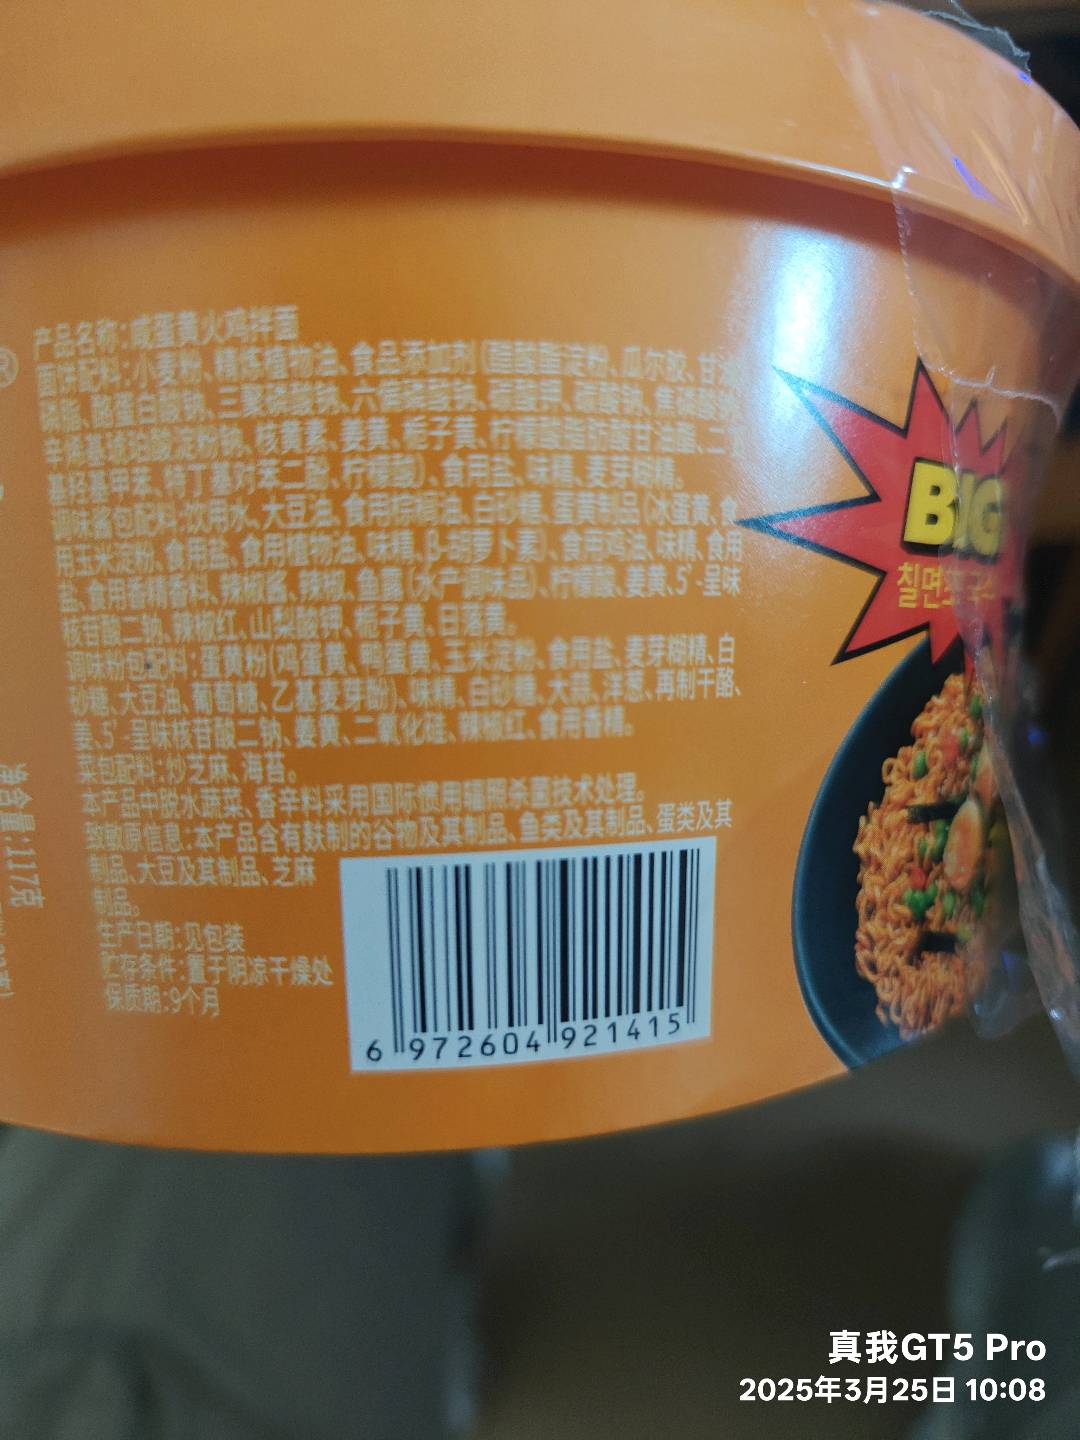 产品名称:咸蛋黄火鸡拌面
面饼配料:小麦粉、精炼植物油、食品添加剂(醋酸酯淀粉、瓜尔胶、甘油、
磷脂、酪蛋白酸钠、三聚磷酸钠、六偏磷酸钠、碳酸钾、碳酸钠、焦磷酸钠、
辛烯基琥珀酸淀粉钠、核黄素、姜黄、栀子黄、柠檬酸脂肪酸甘油酯、二丁
基羟基甲苯、特丁基对苯二酚、柠檬酸)、食用盐、味精、麦芽糊精。
调味酱包配料:饮用水、大豆油、食用棕榈油、白砂糖、蛋黄制品(冰蛋黄、食
用玉米淀粉、食用盐、食用植物油、味精、β-胡萝卜素)、食用鸡油、味精、食用
盐、食用香精香料、辣椒酱、辣椒、鱼露(水产调味品)、柠檬酸、姜黄、5'-呈味
核苷酸二钠、辣椒红、山梨酸钾、栀子黄、日落黄。
调味粉包配料:蛋黄粉(鸡蛋黄、鸭蛋黄、玉米淀粉、食用盐、麦芽糊精、白
砂糖、大豆油、葡萄糖、乙基麦芽酚)、味精、白砂糖、大蒜、洋葱、再制干酪、
姜、5'-呈味核苷酸二钠、姜黄、二氧化硅、辣椒红、食用香精。
菜包配料:炒芝麻、海苔。
本产品中脱水蔬菜、香辛料采用国际惯用辐照杀菌技术处理。
致敏原信息:本产品含有麸制的谷物及其制品、鱼类及其制品、蛋类及其
制品、大豆及其制品、芝麻
制品。
生产日期:见包装
贮存条件:置于阴凉干燥处
保质期:9个月
净含量:117克
6 972604 921415
BIG
칠면
真我GT5 Pro
2025年3月25日 10:08